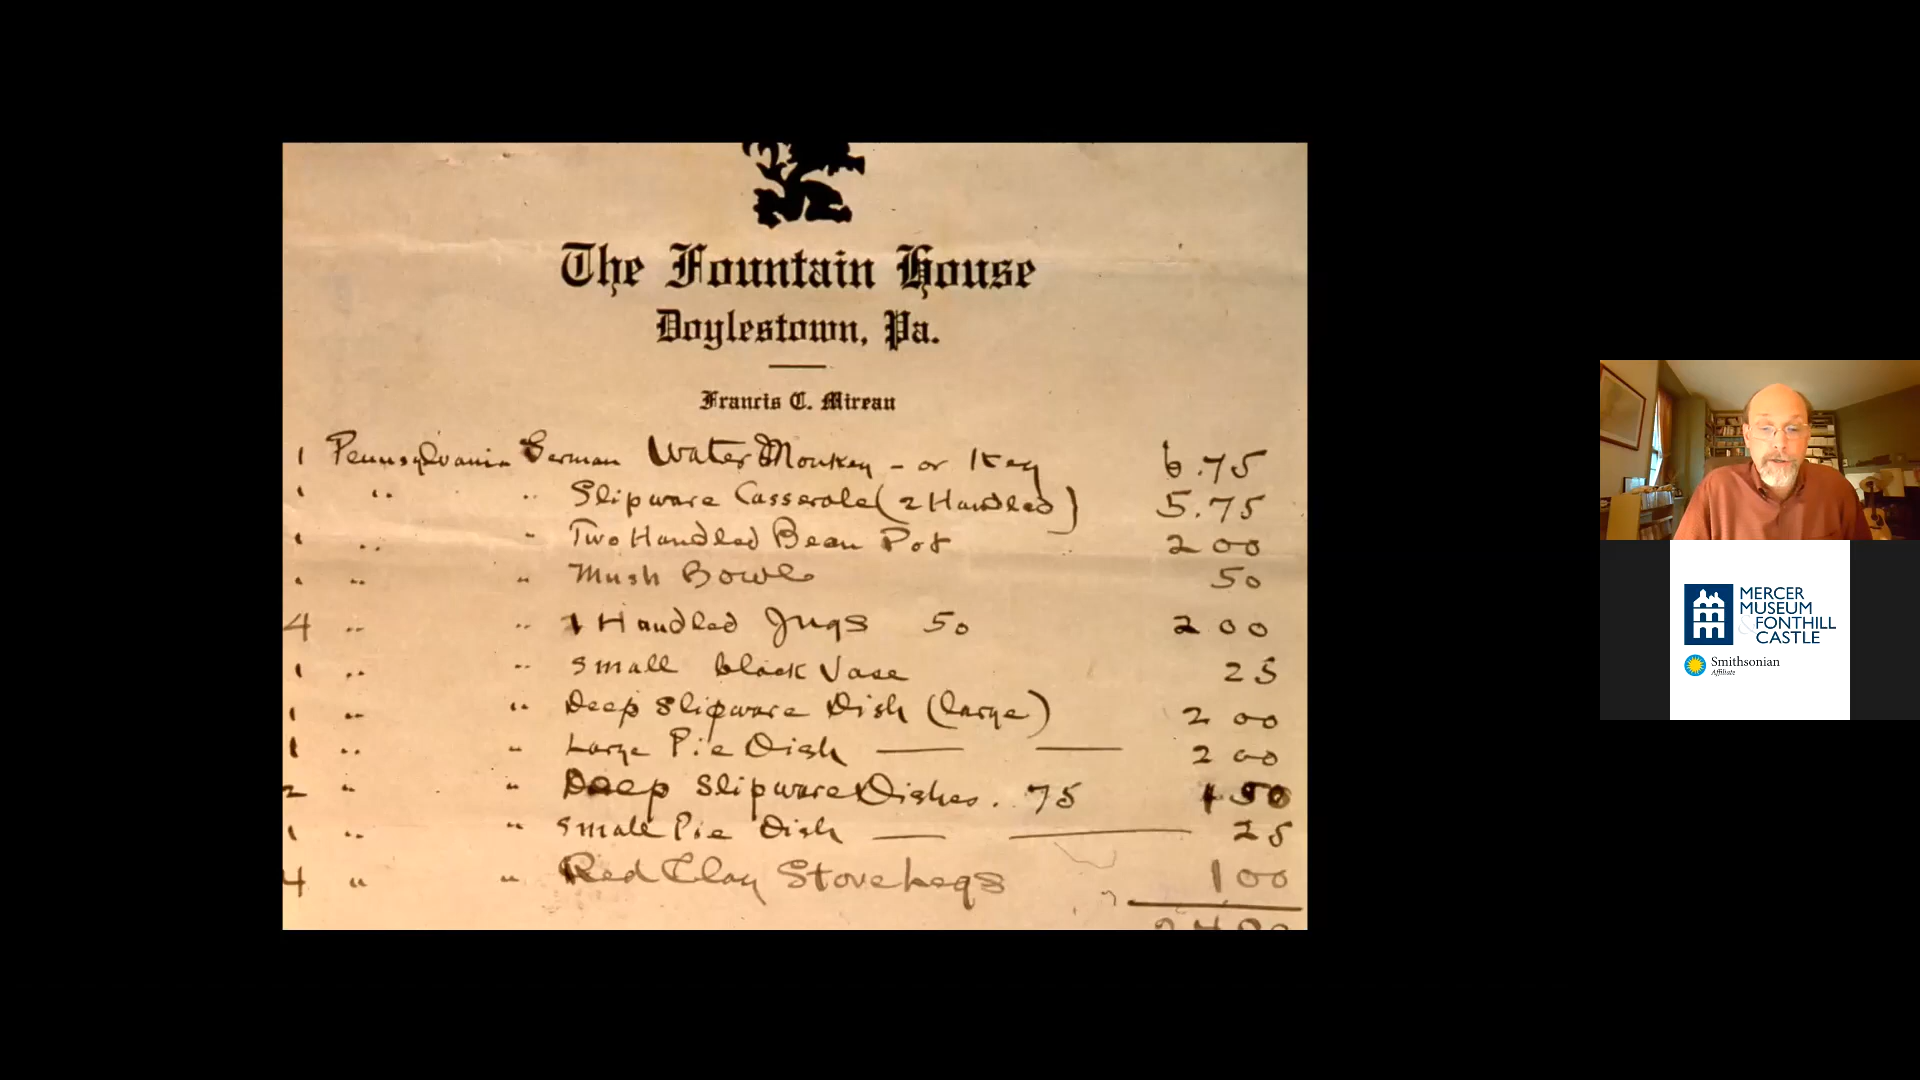 The Fountain House
Doylestown, Pa.
Francis C. Mireau
1 Pennsylvania German Water Monkey - or Keg 6.75
1 " " Slipware Casserole (2 Handled) 5.75
1 " " Two Handled Bean Pot 2 00
1 " " Mush Bowl 50
4 " " 1 Handled Jugs 50 2 00
1 " " Small black Vase 25
1 " " Deep Slipware Dish (large) 2 00
1 " " Large Pie Dish — — 2 00
2 " " Deep Slipware Dishes. 75 1 50
1 " " Small Pie Dish — — 25
4 " " Red Clay Stove legs 1 00
MERCER
MUSEUM
& FONTHILL
CASTLE
Smithsonian
Affiliate